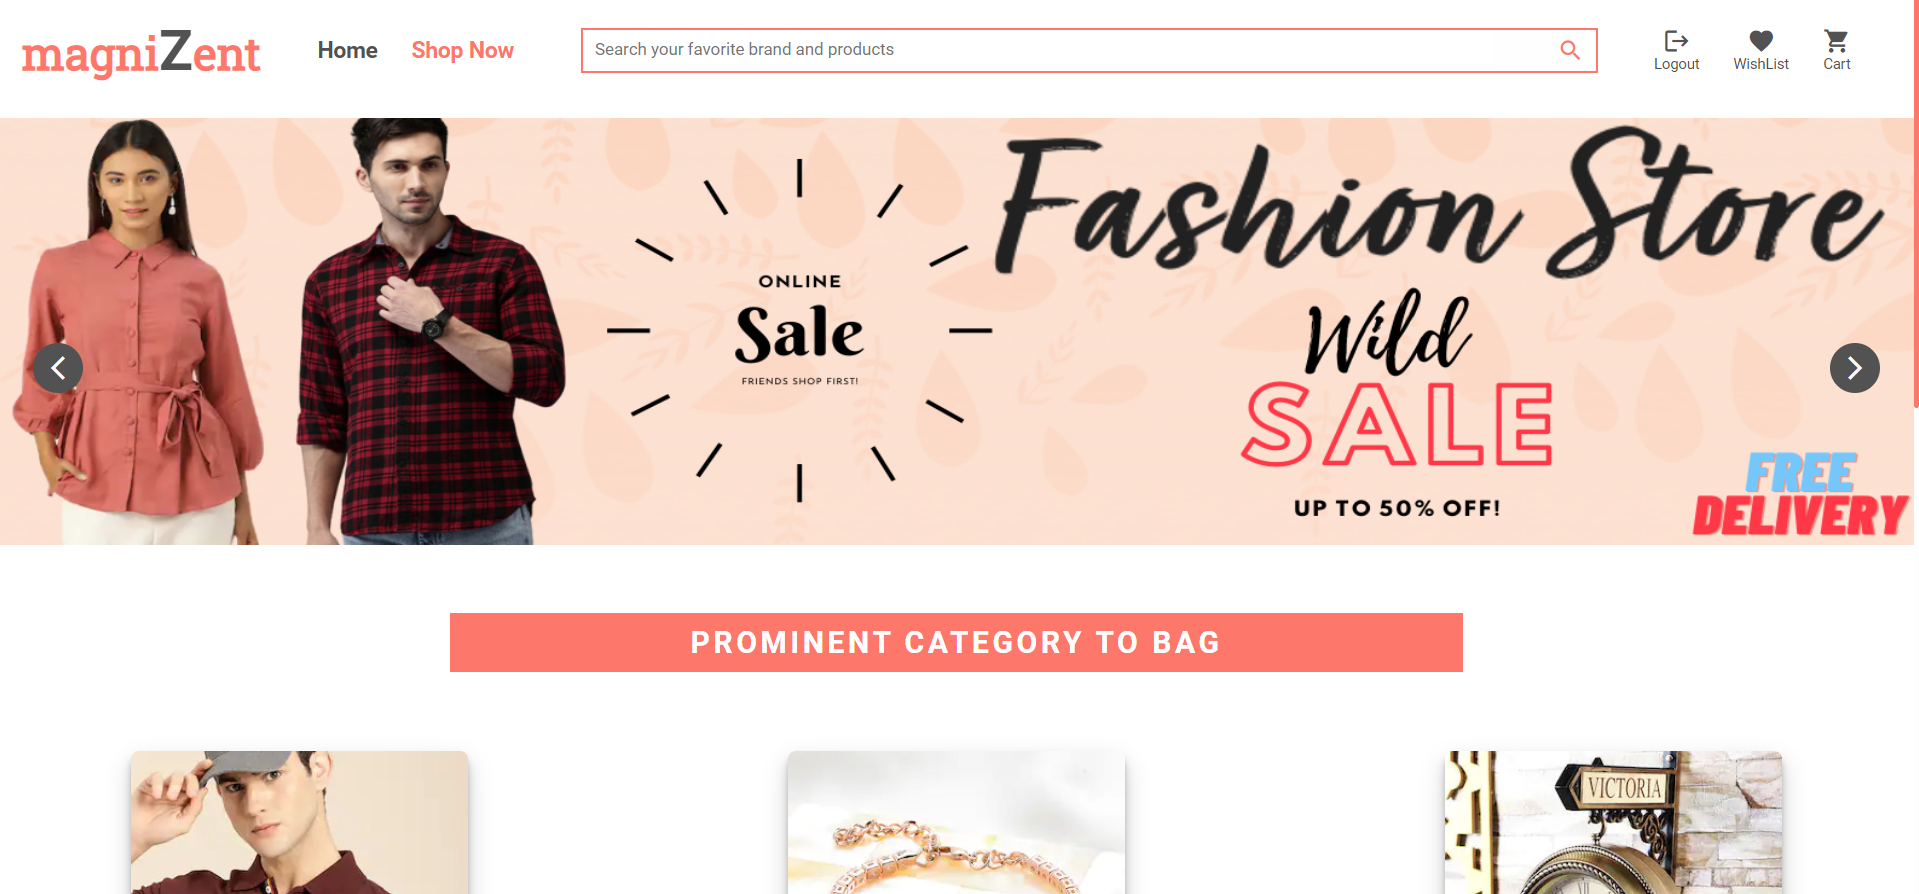 magniZent
Home
Shop Now
Search your favorite brand and products
Logout
WishList
Cart
ONLINE
Sale
FRIENDS SHOP FIRST!
Fashion Store
Wild
SALE
UP TO 50% OFF!
FREE
DELIVERY
PROMINENT CATEGORY TO BAG
VICTORIA